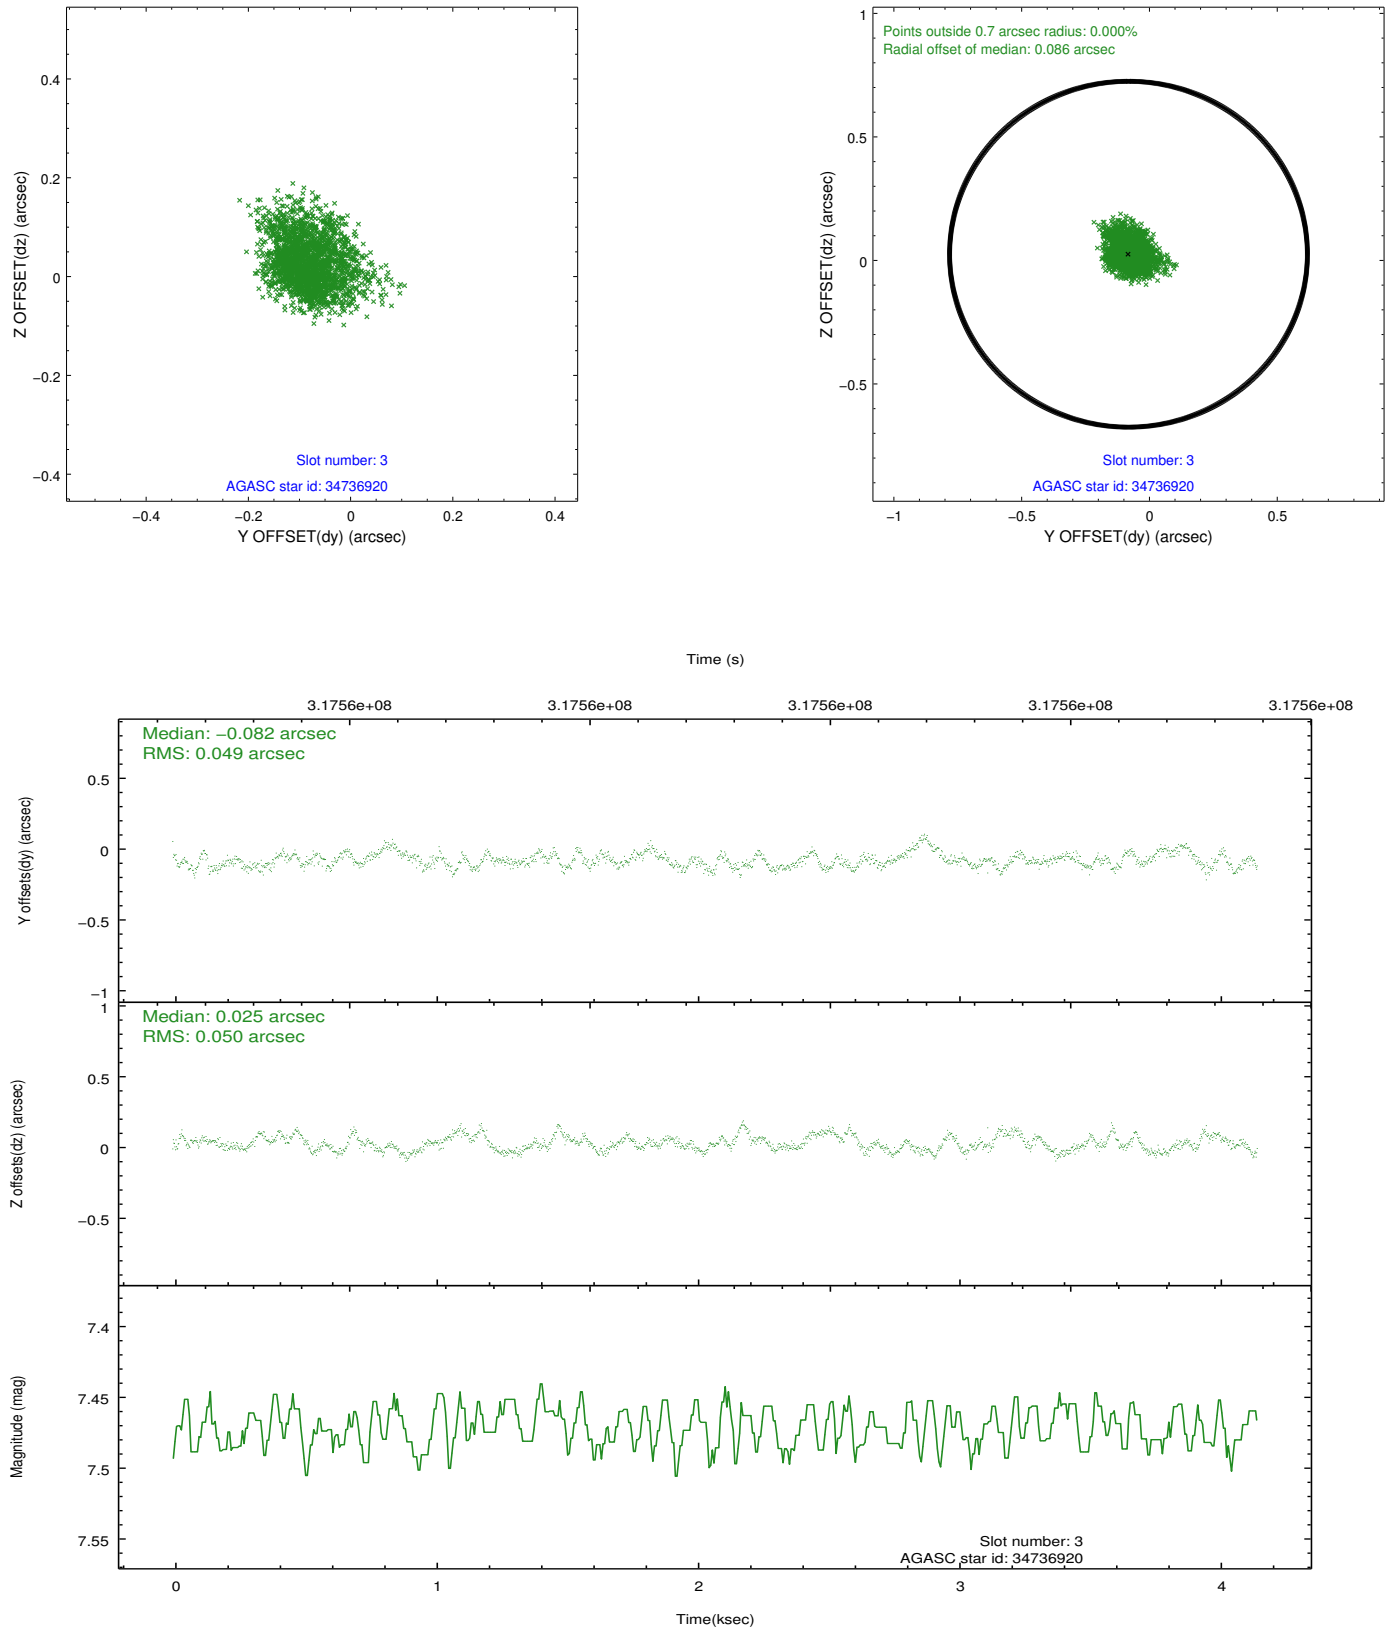 0.4
0.2
0
−0.2
−0.4
Z OFFSET(dz) (arcsec)
Slot number: 3
AGASC star id: 34736920
−0.4 −0.2 0 0.2 0.4
Y OFFSET(dy) (arcsec)
Points outside 0.7 arcsec radius: 0.000%
Radial offset of median: 0.086 arcsec
1
0.5
0
−0.5
Z OFFSET(dz) (arcsec)
Slot number: 3
AGASC star id: 34736920
−1 −0.5 0 0.5
Y OFFSET(dy) (arcsec)
Time (s)
3.1756e+08 3.1756e+08 3.1756e+08 3.1756e+08 3.1756e+08
Median: −0.082 arcsec
RMS: 0.049 arcsec
0.5
0
−0.5
−1
Y offsets(dy) (arcsec)
Median: 0.025 arcsec
RMS: 0.050 arcsec
1
0.5
0
−0.5
Z offsets(dz) (arcsec)
7.4
7.45
7.5
7.55
Magnitude (mag)
Slot number: 3
AGASC star id: 34736920
0 1 2 3 4
Time(ksec)